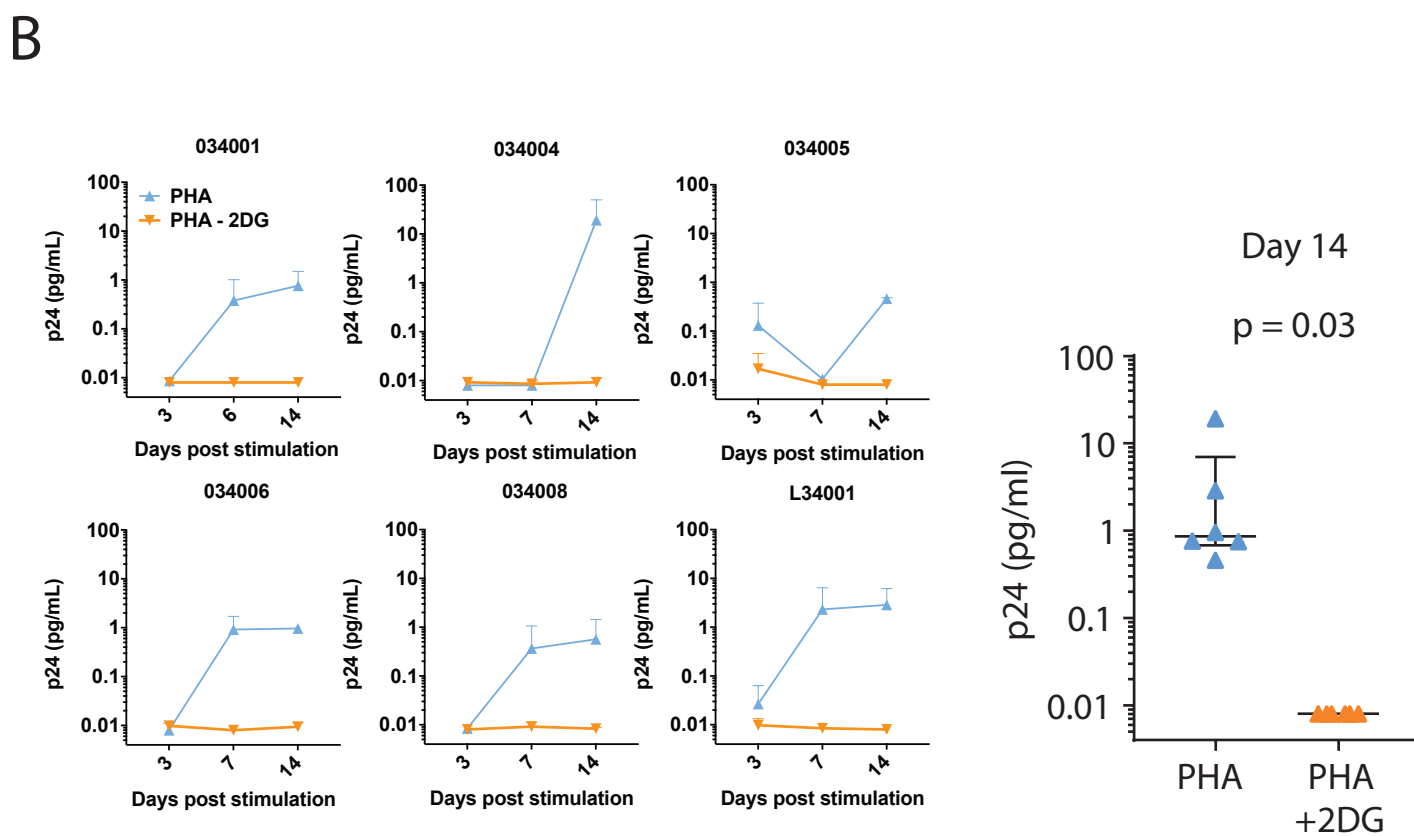 B
034001
100
10
1
0.1
0.01
p24 (pg/mL)
PHA
PHA - 2DG
3
6
14
Days post stimulation
034004
100
10
1
0.1
0.01
p24 (pg/mL)
3
7
14
Days post stimulation
034005
100
10
1
0.1
0.01
p24 (pg/mL)
3
7
14
Days post stimulation
034006
100
10
1
0.1
0.01
p24 (pg/mL)
3
7
14
Days post stimulation
034008
100
10
1
0.1
0.01
p24 (pg/mL)
3
7
14
Days post stimulation
L34001
100
10
1
0.1
0.01
p24 (pg/mL)
3
7
14
Days post stimulation
Day 14
p = 0.03
100
10
1
0.1
0.01
p24 (pg/ml)
PHA
PHA
+2DG